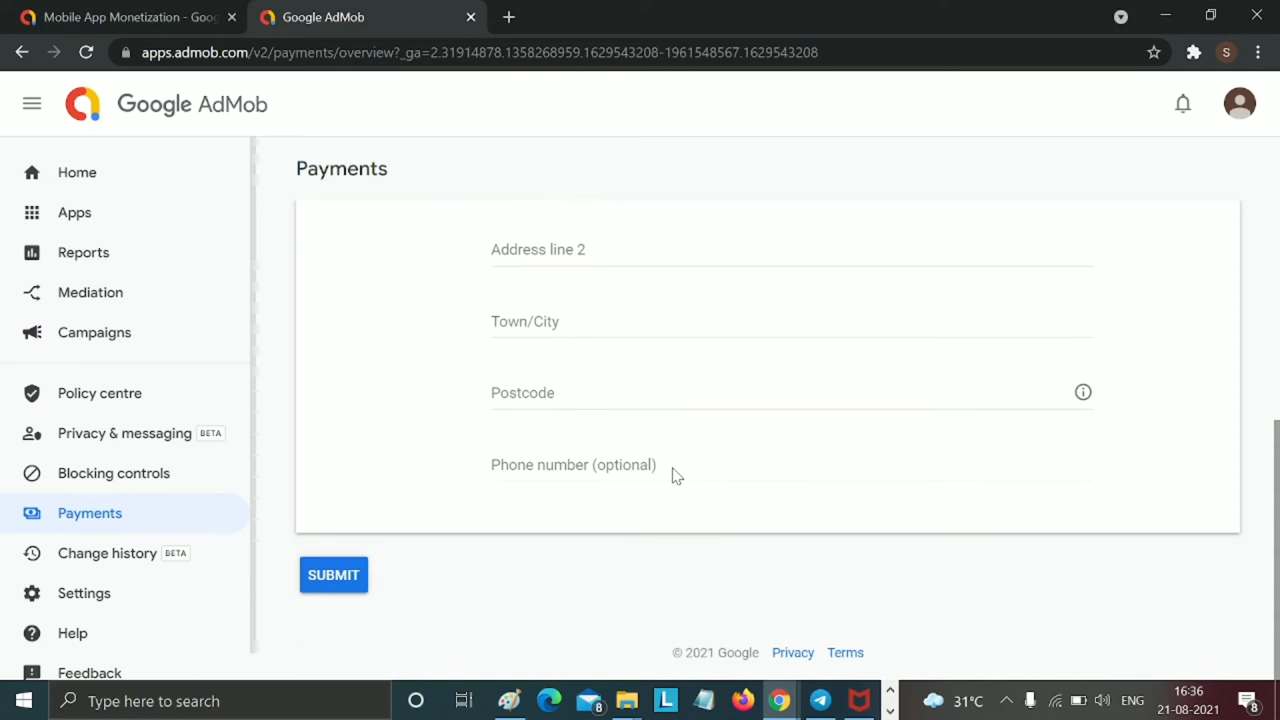 Mobile App Monetization - Goog
Google AdMob
apps.admob.com/v2/payments/overview?_ga=2.31914878.1358268959.1629543208-1961548567.1629543208
S
Google AdMob
Home
Apps
Reports
Mediation
Campaigns
Policy centre
Privacy & messaging BETA
Blocking controls
Payments
Change history BETA
Settings
Help
Feedback
Payments
Address line 2
Town/City
Postcode
Phone number (optional)
SUBMIT
© 2021 Google Privacy Terms
Type here to search
8
L
31°C
ENG
16:36
21-08-2021
8